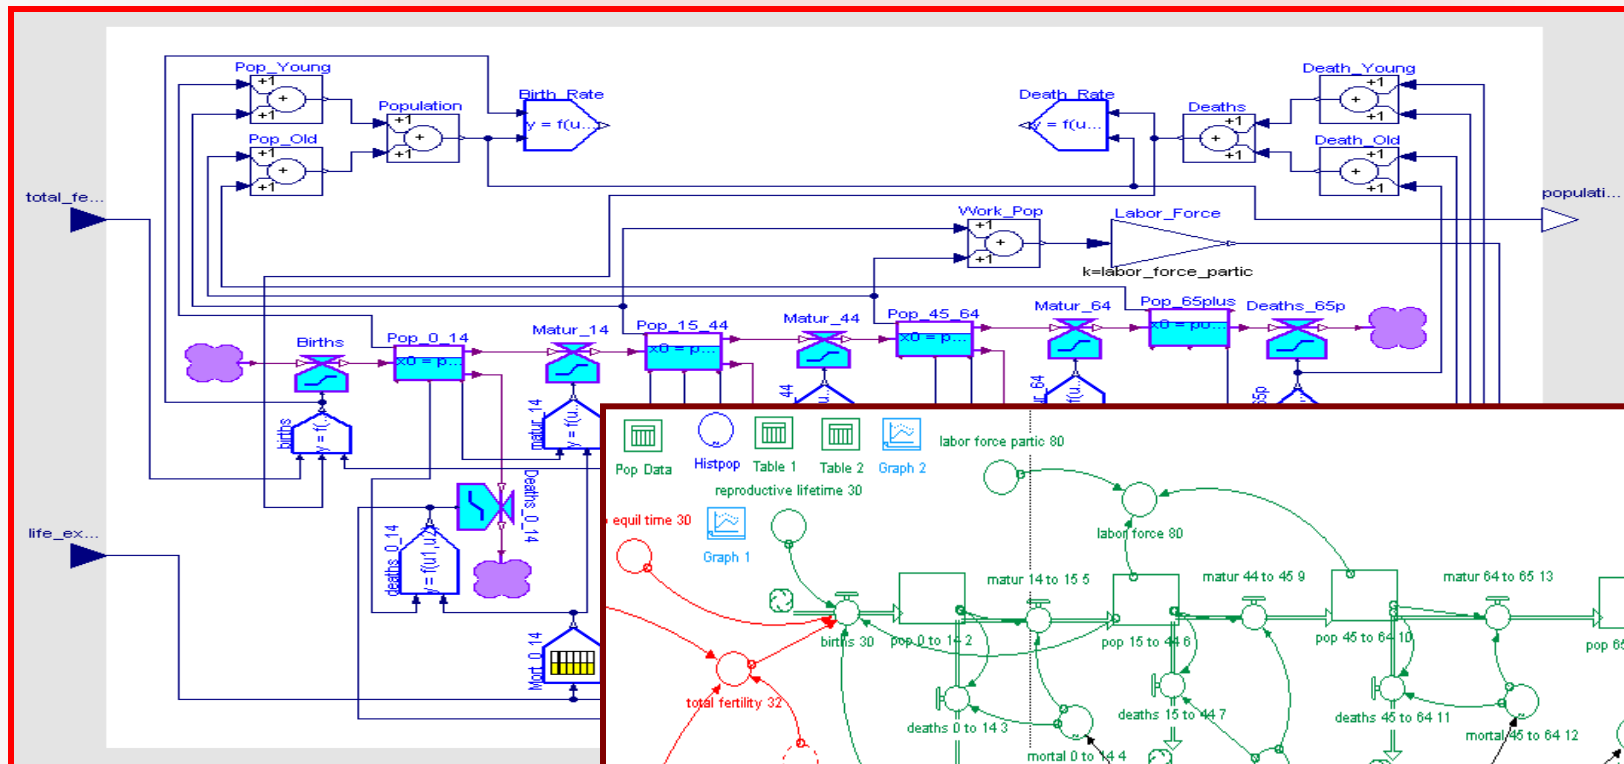 Pop_Young
+1
+
+1
Population
+1
+
+1
Pop_Old
+1
+
+1
Birth_Rate
y = f(u...
Death_Rate
y = f(u...
Deaths
+1
+
+1
Death_Young
+1
+
+1
Death_Old
+1
+
+1
total_fe...
populati...
Work_Pop
+1
+
+1
Labor_Force
k=labor_force_partic
Births
Pop_0_14
x0 = p...
Matur_14
Pop_15_44
x0 = p...
Matur_44
Pop_45_64
x0 = p...
Matur_64
Pop_65plus
x0 = po...
Deaths_65p
births
y = f(u...
matur_14
y = f(u...
Deaths_0_14
life_ex...
deaths_0_14
y = f(u1,u2)
Mort_0_14
Pop Data
Histpop
Table 1
Table 2
Graph 2
labor force partic 80
reproductive lifetime 30
equil time 30
Graph 1
labor force 80
matur 14 to 15 5
matur 44 to 45 9
matur 64 to 65 13
births 30
pop 0 to 14 2
pop 15 to 44 6
pop 45 to 64 10
pop 65
total fertility 32
deaths 0 to 14 3
deaths 15 to 44 7
deaths 45 to 64 11
mortal 0 to 14 4
mortal 45 to 64 12